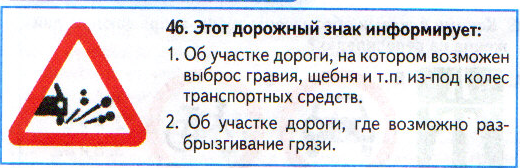 46. Этот дорожный знак информирует:
1. Об участке дороги, на котором возможен
выброс гравия, щебня и т.п. из-под колес
транспортных средств.
2. Об участке дороги, где возможно раз-
брызгивание грязи.